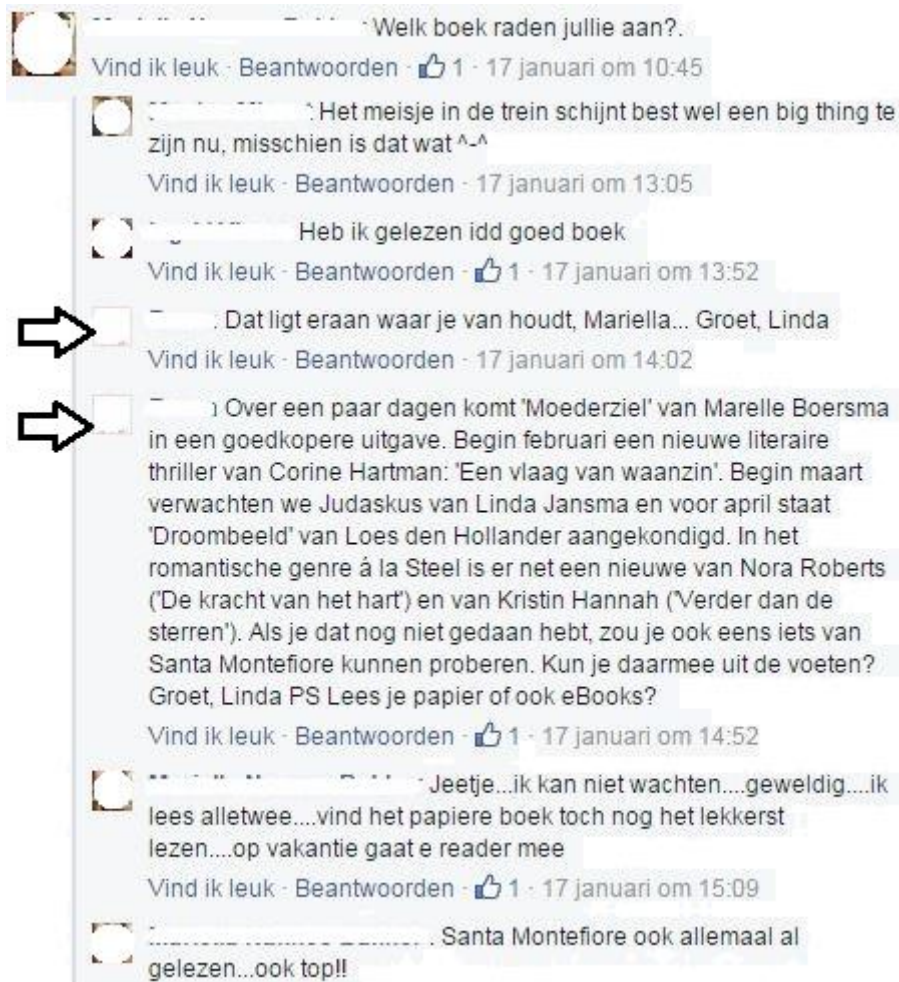 : Welk boek raden jullie aan?.
Vind ik leuk · Beantwoorden · 1 · 17 januari om 10:45
: Het meisje in de trein schijnt best wel een big thing te
zijn nu, misschien is dat wat ^-^
Vind ik leuk · Beantwoorden · 17 januari om 13:05
Heb ik gelezen idd goed boek
Vind ik leuk · Beantwoorden · 1 · 17 januari om 13:52
: Dat ligt eraan waar je van houdt, Mariella... Groet, Linda
Vind ik leuk · Beantwoorden · 17 januari om 14:02
Over een paar dagen komt 'Moederziel' van Marelle Boersma
in een goedkopere uitgave. Begin februari een nieuwe literaire
thriller van Corine Hartman: 'Een vlaag van waanzin'. Begin maart
verwachten we Judaskus van Linda Jansma en voor april staat
'Droombeeld' van Loes den Hollander aangekondigd. In het
romantische genre á la Steel is er net een nieuwe van Nora Roberts
('De kracht van het hart') en van Kristin Hannah ('Verder dan de
sterren'). Als je dat nog niet gedaan hebt, zou je ook eens iets van
Santa Montefiore kunnen proberen. Kun je daarmee uit de voeten?
Groet, Linda PS Lees je papier of ook eBooks?
Vind ik leuk · Beantwoorden · 1 · 17 januari om 14:52
Jeetje...ik kan niet wachten....geweldig....ik
lees alletwee....vind het papiere boek toch nog het lekkerst
lezen....op vakantie gaat e reader mee
Vind ik leuk · Beantwoorden · 1 · 17 januari om 15:09
: Santa Montefiore ook allemaal al
gelezen...ook top!!